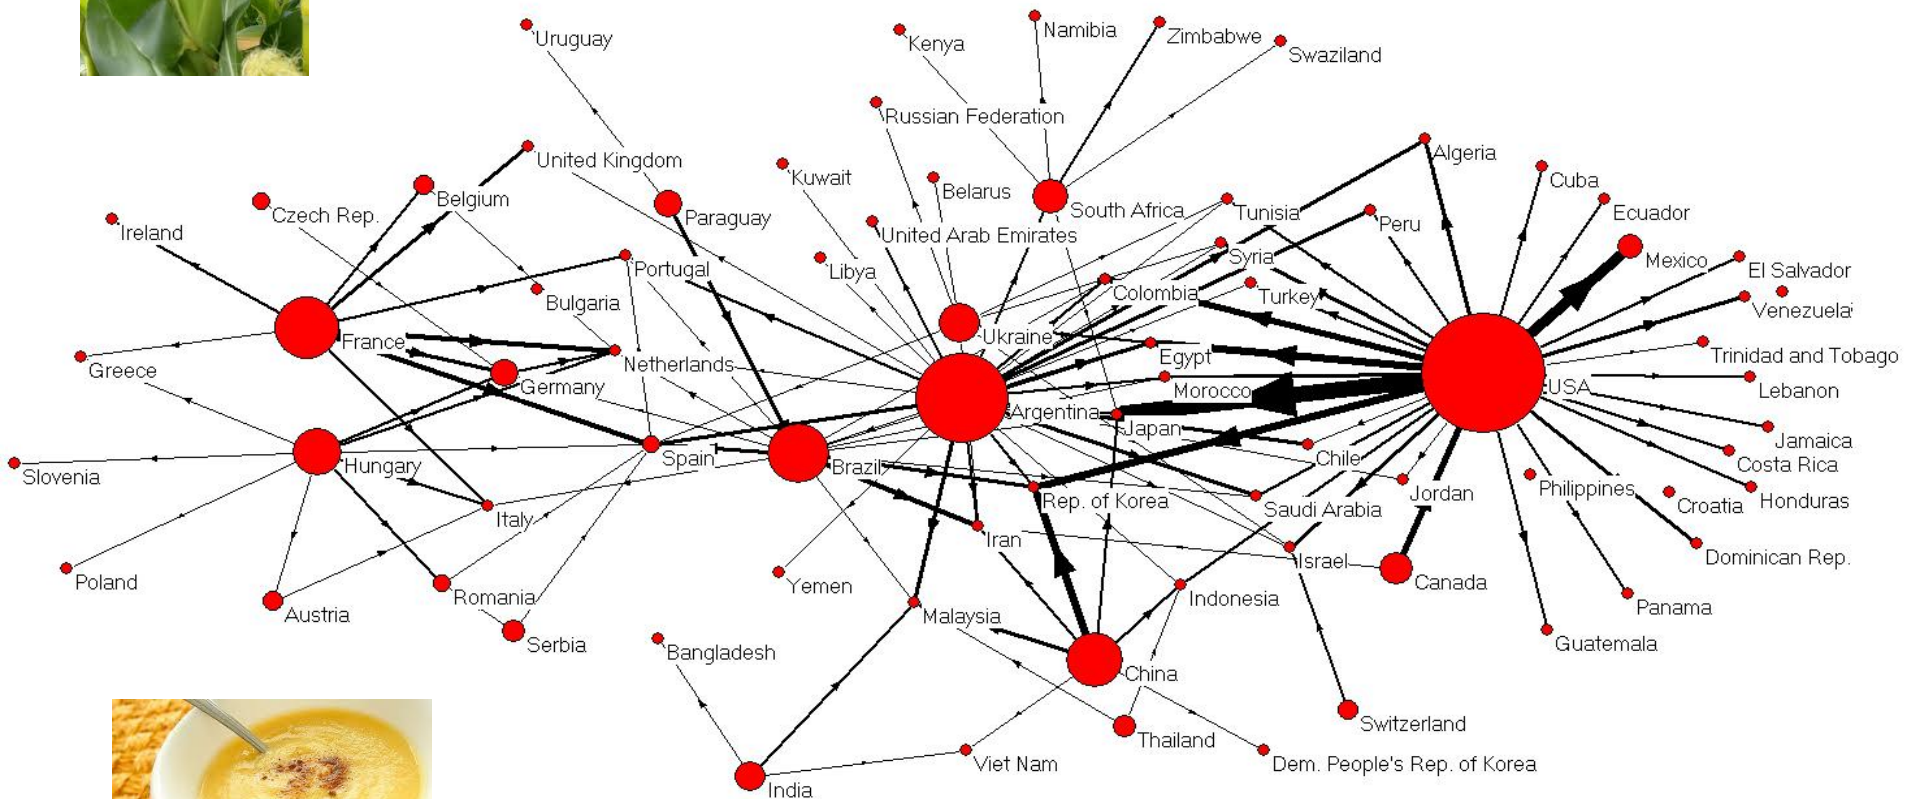 Uruguay
Kenya
Namibia
Zimbabwe
Swaziland
Russian Federation
United Kingdom
Algeria
Kuwait
Belarus
Cuba
Belgium
Czech Rep.
Paraguay
South Africa
Tunisia
Peru
Ecuador
Ireland
United Arab Emirates
Syria
Mexico
Portugal
Libya
Colombia
Turkey
El Salvador
Bulgaria
Venezuela
France
Ukraine
Egypt
Trinidad and Tobago
Greece
Netherlands
Germany
Morocco
USA
Lebanon
Argentina
Japan
Jamaica
Hungary
Spain
Brazil
Chile
Costa Rica
Slovenia
Rep. of Korea
Jordan
Philippines
Honduras
Italy
Saudi Arabia
Croatia
Iran
Israel
Dominican Rep.
Poland
Yemen
Canada
Romania
Indonesia
Panama
Austria
Malaysia
Serbia
Bangladesh
Guatemala
China
Switzerland
Thailand
Viet Nam
Dem. People's Rep. of Korea
India